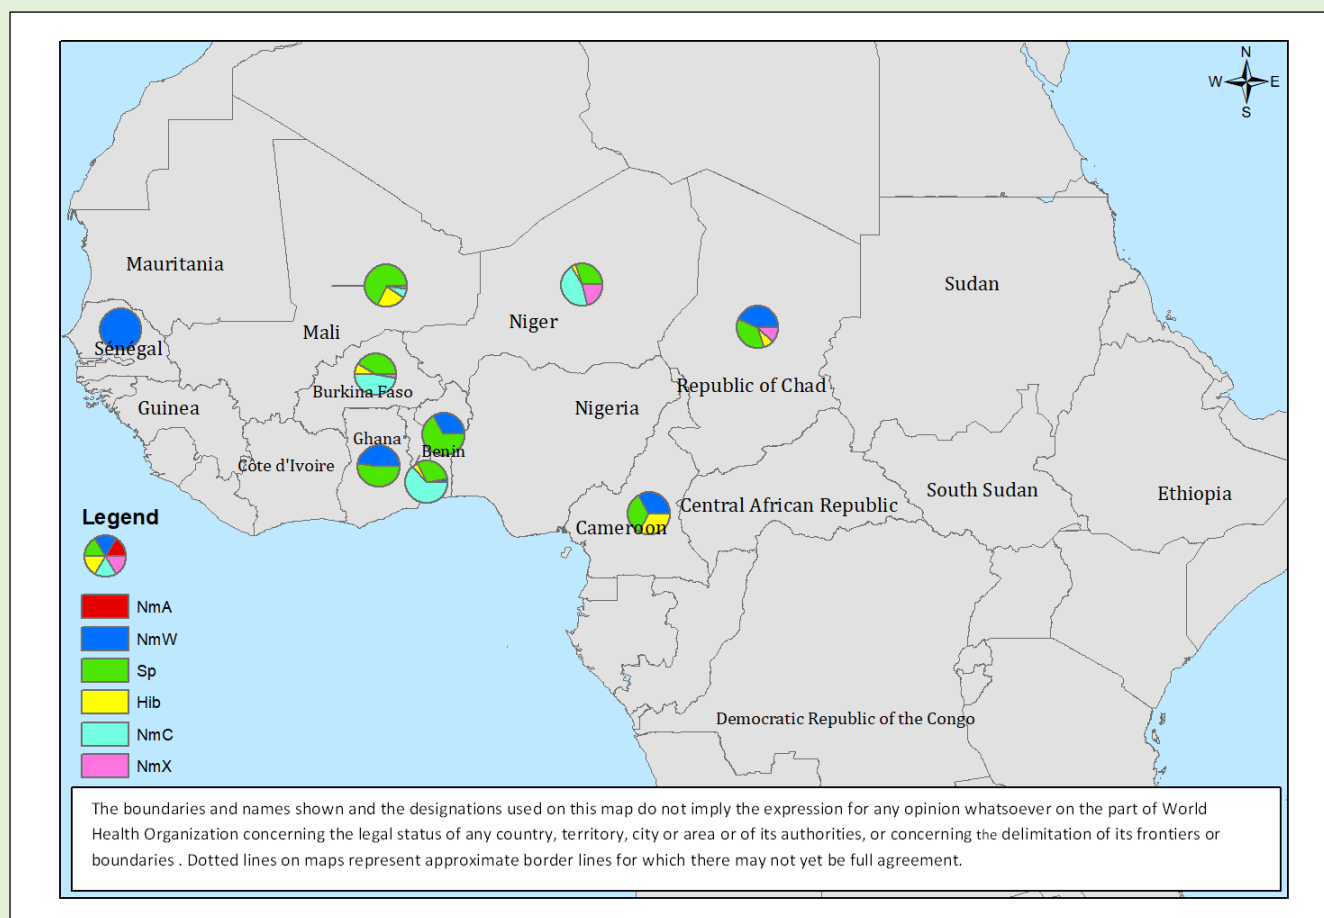 N
W E
S
Mauritania
Sudan
Niger
Mali
Sénégal
Republic of Chad
Burkina Faso
Guinea
Nigeria
Ghana
Benin
Côte d'Ivoire
South Sudan
Ethiopia
Central African Republic
Cameroon
Legend
NmA
NmW
Sp
Hib
NmC
NmX
Democratic Republic of the Congo
The boundaries and names shown and the designations used on this map do not imply the expression for any opinion whatsoever on the part of World
Health Organization concerning the legal status of any country, territory, city or area or of its authorities, or concerning the delimitation of its frontiers or
boundaries . Dotted lines on maps represent approximate border lines for which there may not yet be full agreement.